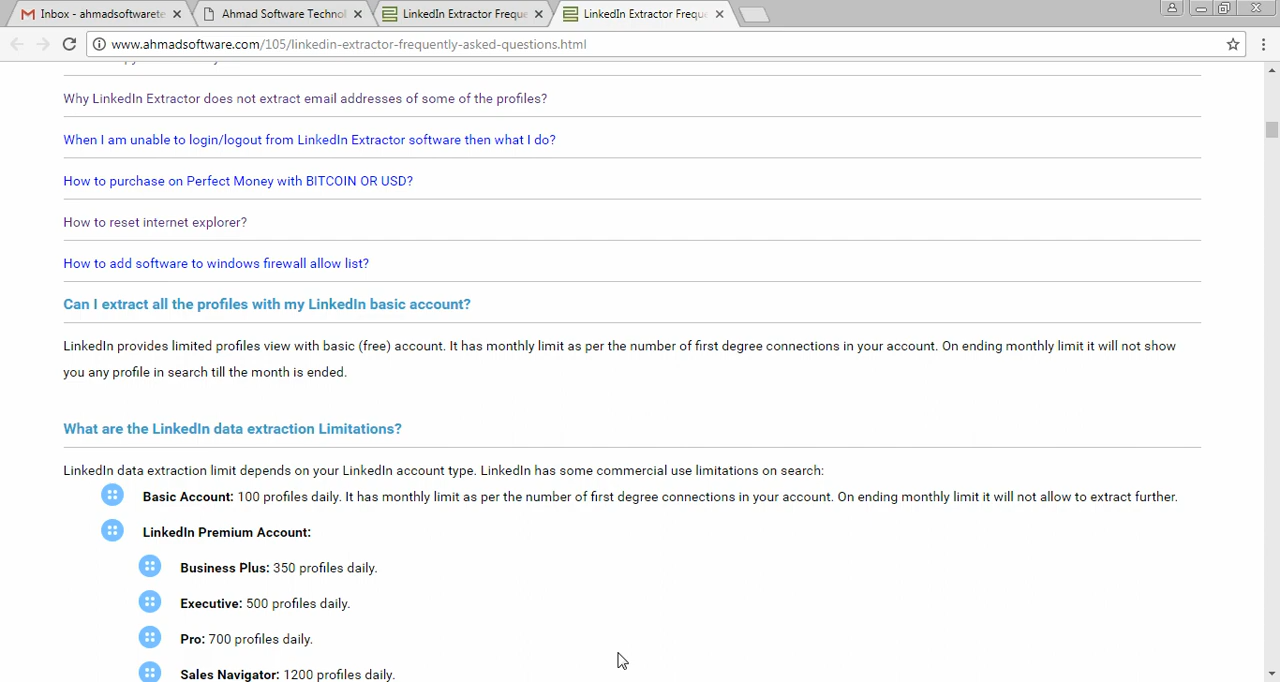 Inbox - ahmadsoftwarete
Ahmad Software Technol
LinkedIn Extractor Freque
LinkedIn Extractor Freque
www.ahmadsoftware.com/105/linkedin-extractor-frequently-asked-questions.html
Why LinkedIn Extractor does not extract email addresses of some of the profiles?
When I am unable to login/logout from LinkedIn Extractor software then what I do?
How to purchase on Perfect Money with BITCOIN OR USD?
How to reset internet explorer?
How to add software to windows firewall allow list?
Can I extract all the profiles with my LinkedIn basic account?
LinkedIn provides limited profiles view with basic (free) account. It has monthly limit as per the number of first degree connections in your account. On ending monthly limit it will not show
you any profile in search till the month is ended.
What are the LinkedIn data extraction Limitations?
LinkedIn data extraction limit depends on your LinkedIn account type. LinkedIn has some commercial use limitations on search:
Basic Account: 100 profiles daily. It has monthly limit as per the number of first degree connections in your account. On ending monthly limit it will not allow to extract further.
LinkedIn Premium Account:
Business Plus: 350 profiles daily.
Executive: 500 profiles daily.
Pro: 700 profiles daily.
Sales Navigator: 1200 profiles daily.